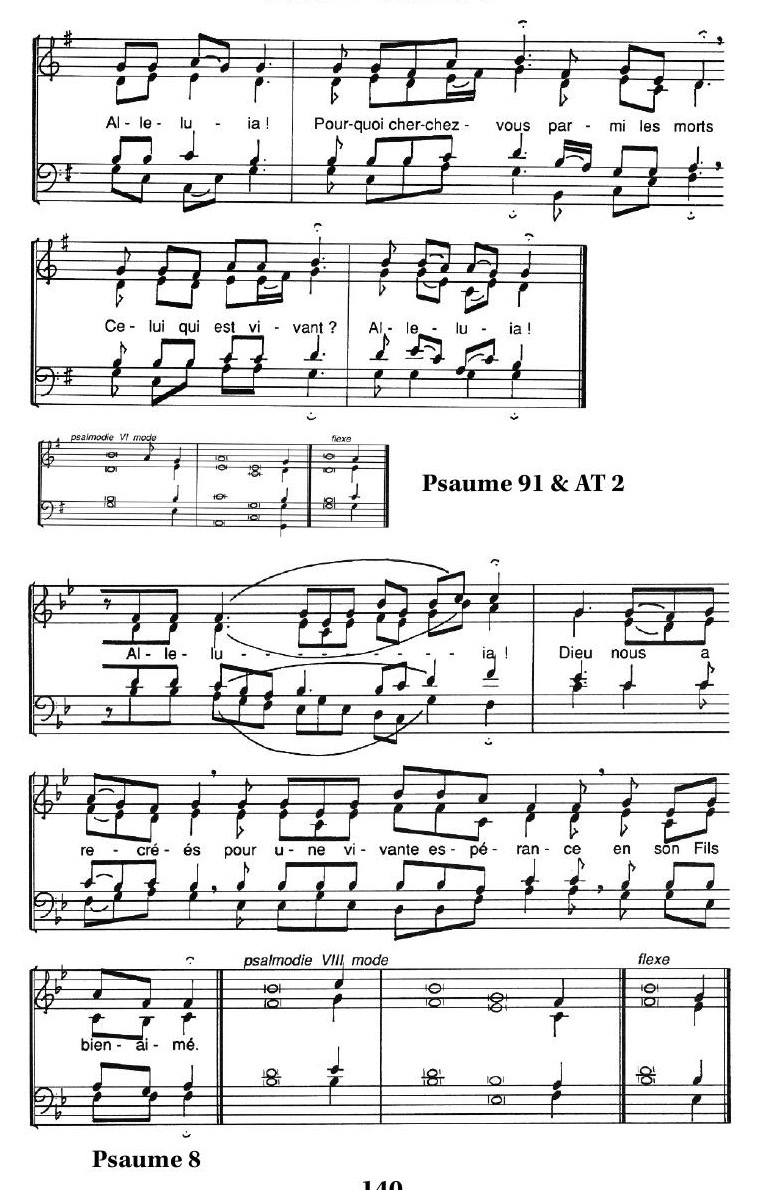 Al - le - lu - ia ! Pour-quoi cher-chez - vous par - mi les morts
Ce - lui qui est vi - vant ? Al - le - lu - ia !
psalmodie VI mode flexe
Psaume 91 & AT 2
Al - le - lu - - - - - - - - - ia ! Dieu nous a
re - cré - és pour u - ne vi - vante es - pé - ran - ce en son Fils
bien - ai - mé. psalmodie VIII mode flexe
Psaume 8
140